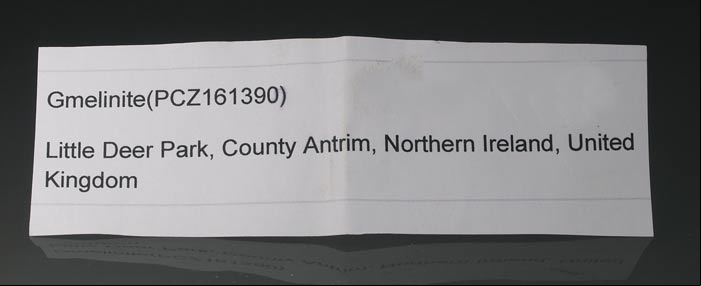 Gmelinite(PCZ161390)
Little Deer Park, County Antrim, Northern Ireland, United
Kingdom